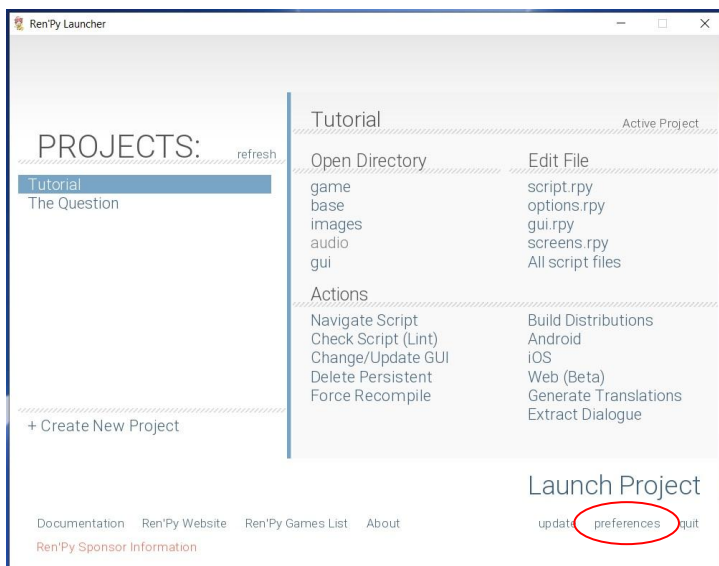 Ren'Py Launcher
PROJECTS:
refresh
Tutorial
The Question
+ Create New Project
Tutorial
Active Project
Open Directory
game
base
images
audio
gui
Edit File
script.rpy
options.rpy
gui.rpy
screens.rpy
All script files
Actions
Navigate Script
Check Script (Lint)
Change/Update GUI
Delete Persistent
Force Recompile
Build Distributions
Android
iOS
Web (Beta)
Generate Translations
Extract Dialogue
Launch Project
Documentation Ren'Py Website Ren'Py Games List About
update preferences quit
Ren'Py Sponsor Information